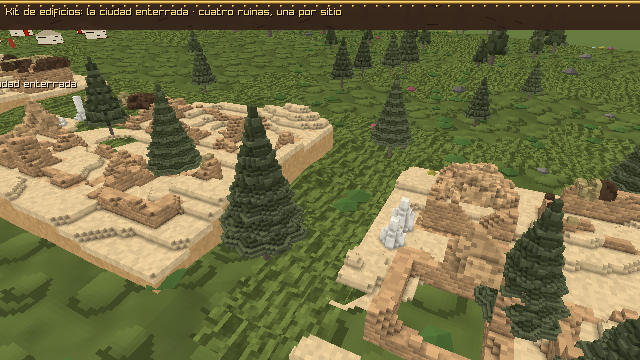 Kit de edificios: la ciudad enterrada · cuatro ruinas, una por sitio
dad enterrada